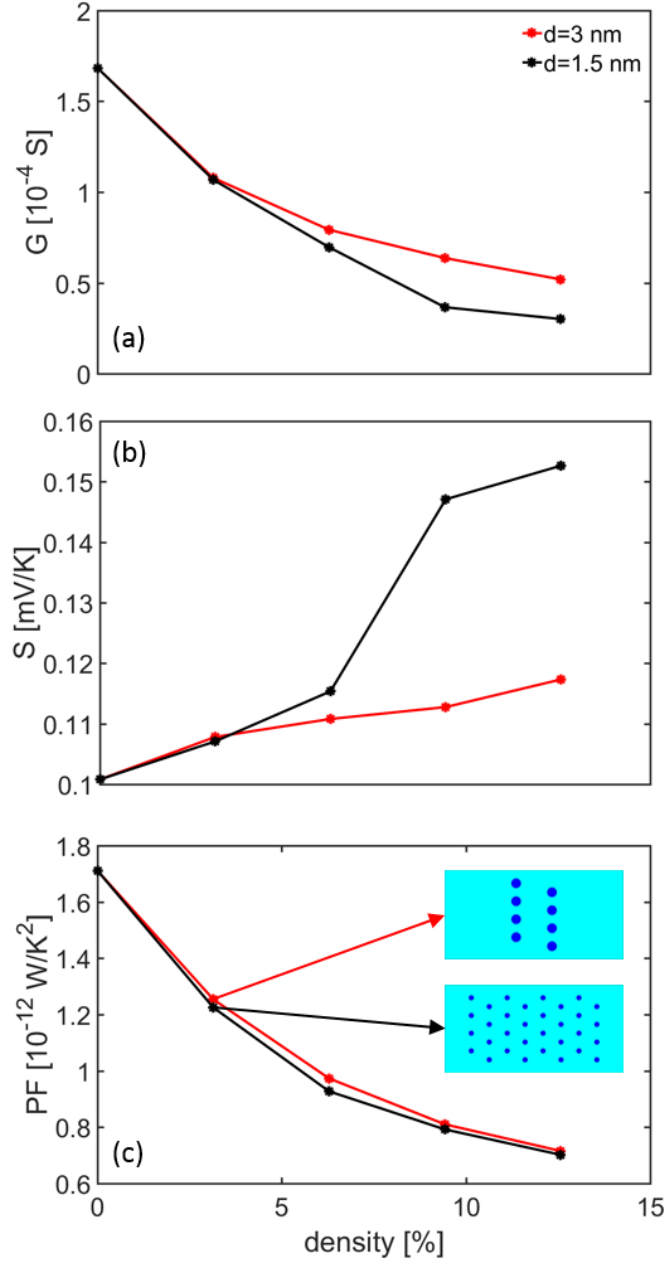 2
d=3 nm
d=1.5 nm
1.5
G [10⁻⁴ S]
1
0.5
(a)
0
0.16
(b)
0.15
0.14
S [mV/K]
0.13
0.12
0.11
0.1
1.8
1.6
1.4
PF [10⁻¹² W/K²]
1.2
1
0.8
(c)
0.6
0 5 10 15
density [%]